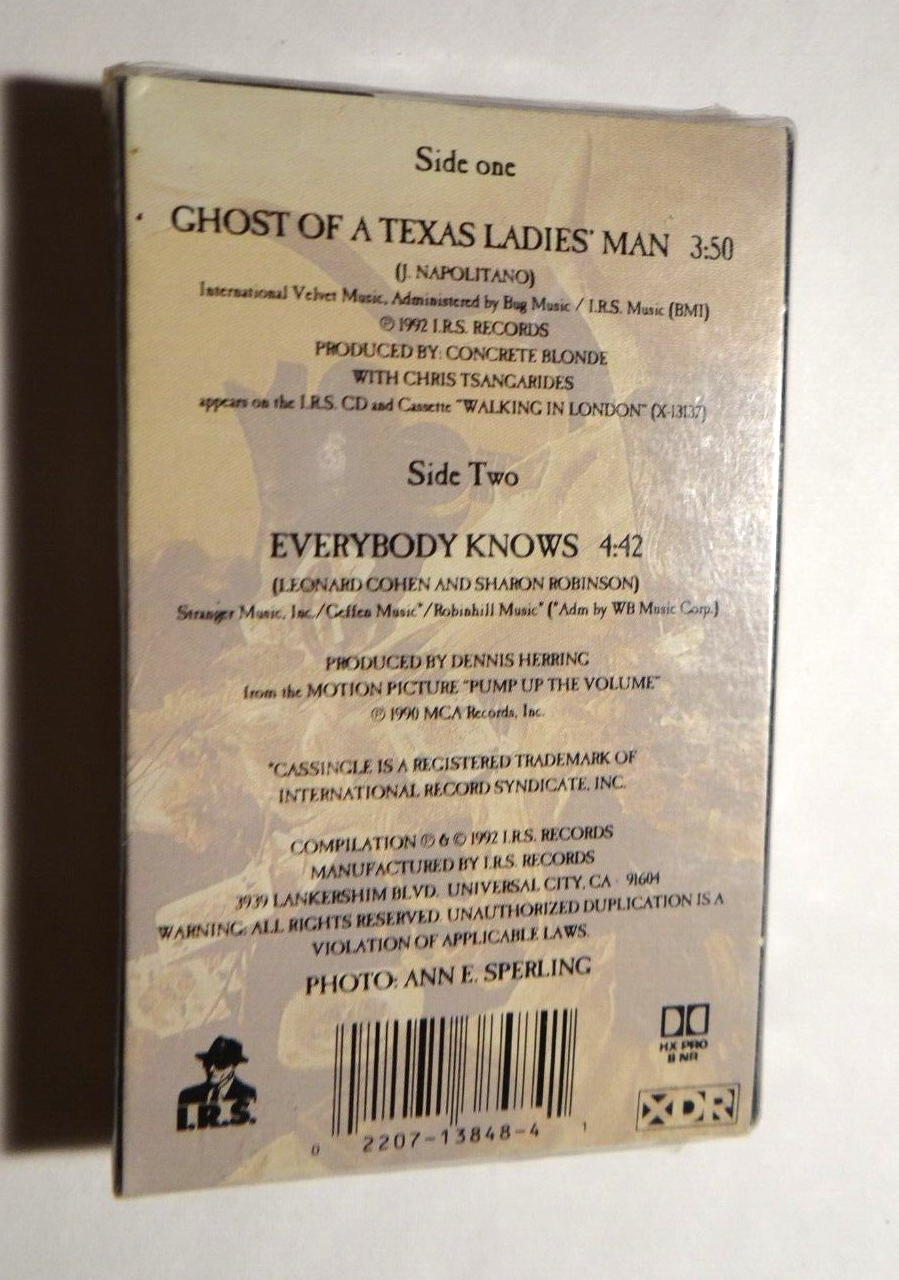 Side one
GHOST OF A TEXAS LADIES' MAN 3:50
(J. NAPOLITANO)
International Velvet Music, Administered by Bug Music / I.R.S. Music (BMI)
℗ 1992 I.R.S. RECORDS
PRODUCED BY: CONCRETE BLONDE
WITH CHRIS TSANGARIDES
appears on the I.R.S. CD and Cassette "WALKING IN LONDON" (X-13137)
Side Two
EVERYBODY KNOWS 4:42
(LEONARD COHEN AND SHARON ROBINSON)
Stranger Music, Inc./Geffen Music*/Robinhill Music* (*Adm by WB Music Corp.)
PRODUCED BY DENNIS HERRING
from the MOTION PICTURE "PUMP UP THE VOLUME"
℗ 1990 MCA Records, Inc.
*CASSINGLE IS A REGISTERED TRADEMARK OF
INTERNATIONAL RECORD SYNDICATE, INC.
COMPILATION ℗ & © 1992 I.R.S. RECORDS
MANUFACTURED BY I.R.S. RECORDS
3939 LANKERSHIM BLVD. UNIVERSAL CITY, CA 91604
WARNING: ALL RIGHTS RESERVED. UNAUTHORIZED DUPLICATION IS A
VIOLATION OF APPLICABLE LAWS.
PHOTO: ANN E. SPERLING
I.R.S.
0 2207-13848-4 1
HX PRO
B NR
XDR